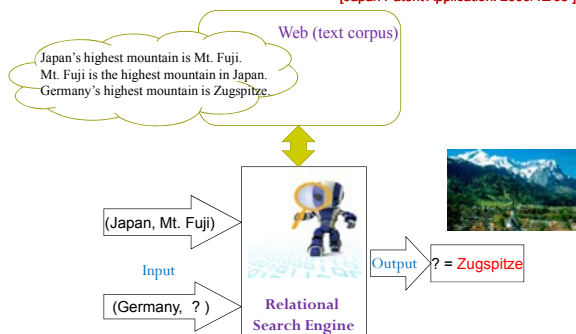 Web (text corpus)
Japan's highest mountain is Mt. Fuji.
Mt. Fuji is the highest mountain in Japan.
Germany's highest mountain is Zugspitze.
(Japan, Mt. Fuji)
Input
(Germany, ? )
Relational
Search Engine
Output
? = Zugspitze